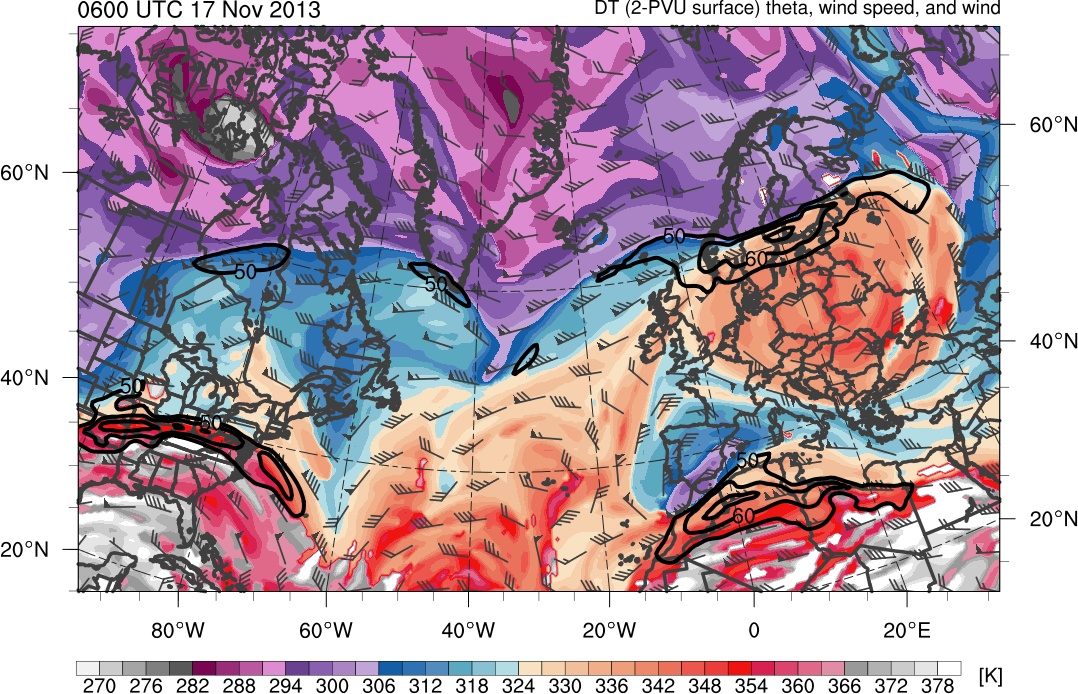 0600 UTC 17 Nov 2013
DT (2-PVU surface) theta, wind speed, and wind
60°N
60°N
50
50
60
50
40°N
40°N
50
60
50
60
20°N
20°N
80°W 60°W 40°W 20°W 0 20°E
270 276 282 288 294 300 306 312 318 324 330 336 342 348 354 360 366 372 378 [K]